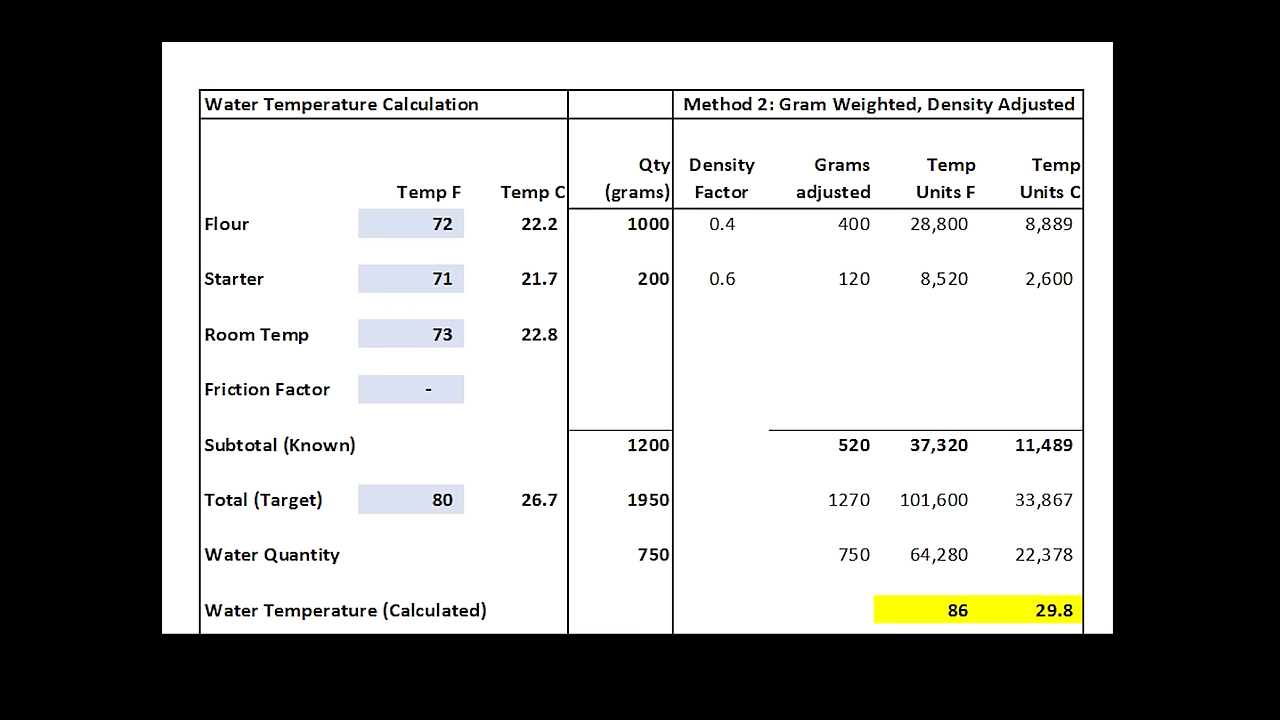 Water Temperature Calculation Method 2: Gram Weighted, Density Adjusted
Qty Density Grams Temp Temp
Temp F Temp C (grams) Factor adjusted Units F Units C
Flour 72 22.2 1000 0.4 400 28,800 8,889
Starter 71 21.7 200 0.6 120 8,520 2,600
Room Temp 73 22.8
Friction Factor -
Subtotal (Known) 1200 520 37,320 11,489
Total (Target) 80 26.7 1950 1270 101,600 33,867
Water Quantity 750 750 64,280 22,378
Water Temperature (Calculated) 86 29.8